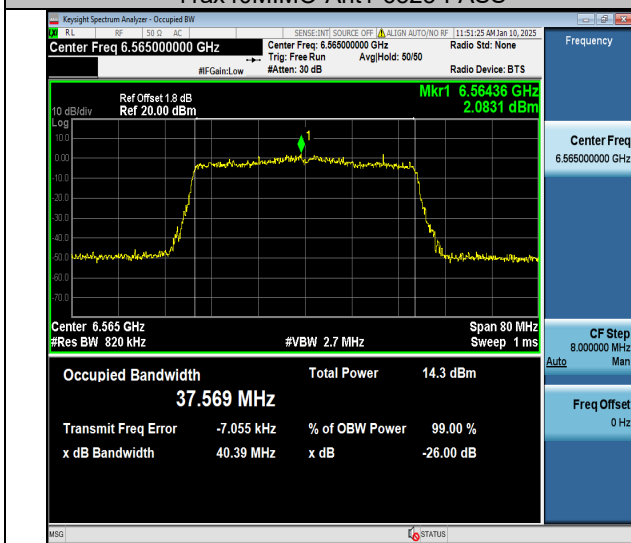 Keysight Spectrum Analyzer - Occupied BW
RL RF 50 Ω AC SENSE:INT SOURCE OFF ALIGN AUTO/NO RF 11:51:25 AM Jan 10, 2025
Center Freq 6.565000000 GHz
Center Freq: 6.565000000 GHz
Radio Std: None
Trig: Free Run Avg|Hold: 50/50
#IFGain:Low #Atten: 30 dB
Radio Device: BTS
Mkr1 6.56436 GHz
2.0831 dBm
Ref Offset 1.8 dB
10 dB/div Ref 20.00 dBm
Log
10.0
0.00
-10.0
-20.0
-30.0
-40.0
-50.0
-60.0
-70.0
1
Center 6.565 GHz Span 80 MHz
#Res BW 820 kHz #VBW 2.7 MHz Sweep 1 ms
Occupied Bandwidth Total Power 14.3 dBm
37.569 MHz
Transmit Freq Error -7.055 kHz % of OBW Power 99.00 %
x dB Bandwidth 40.39 MHz x dB -26.00 dB
MSG STATUS
Frequency
Center Freq
6.565000000 GHz
CF Step
8.000000 MHz
Auto Man
Freq Offset
0 Hz